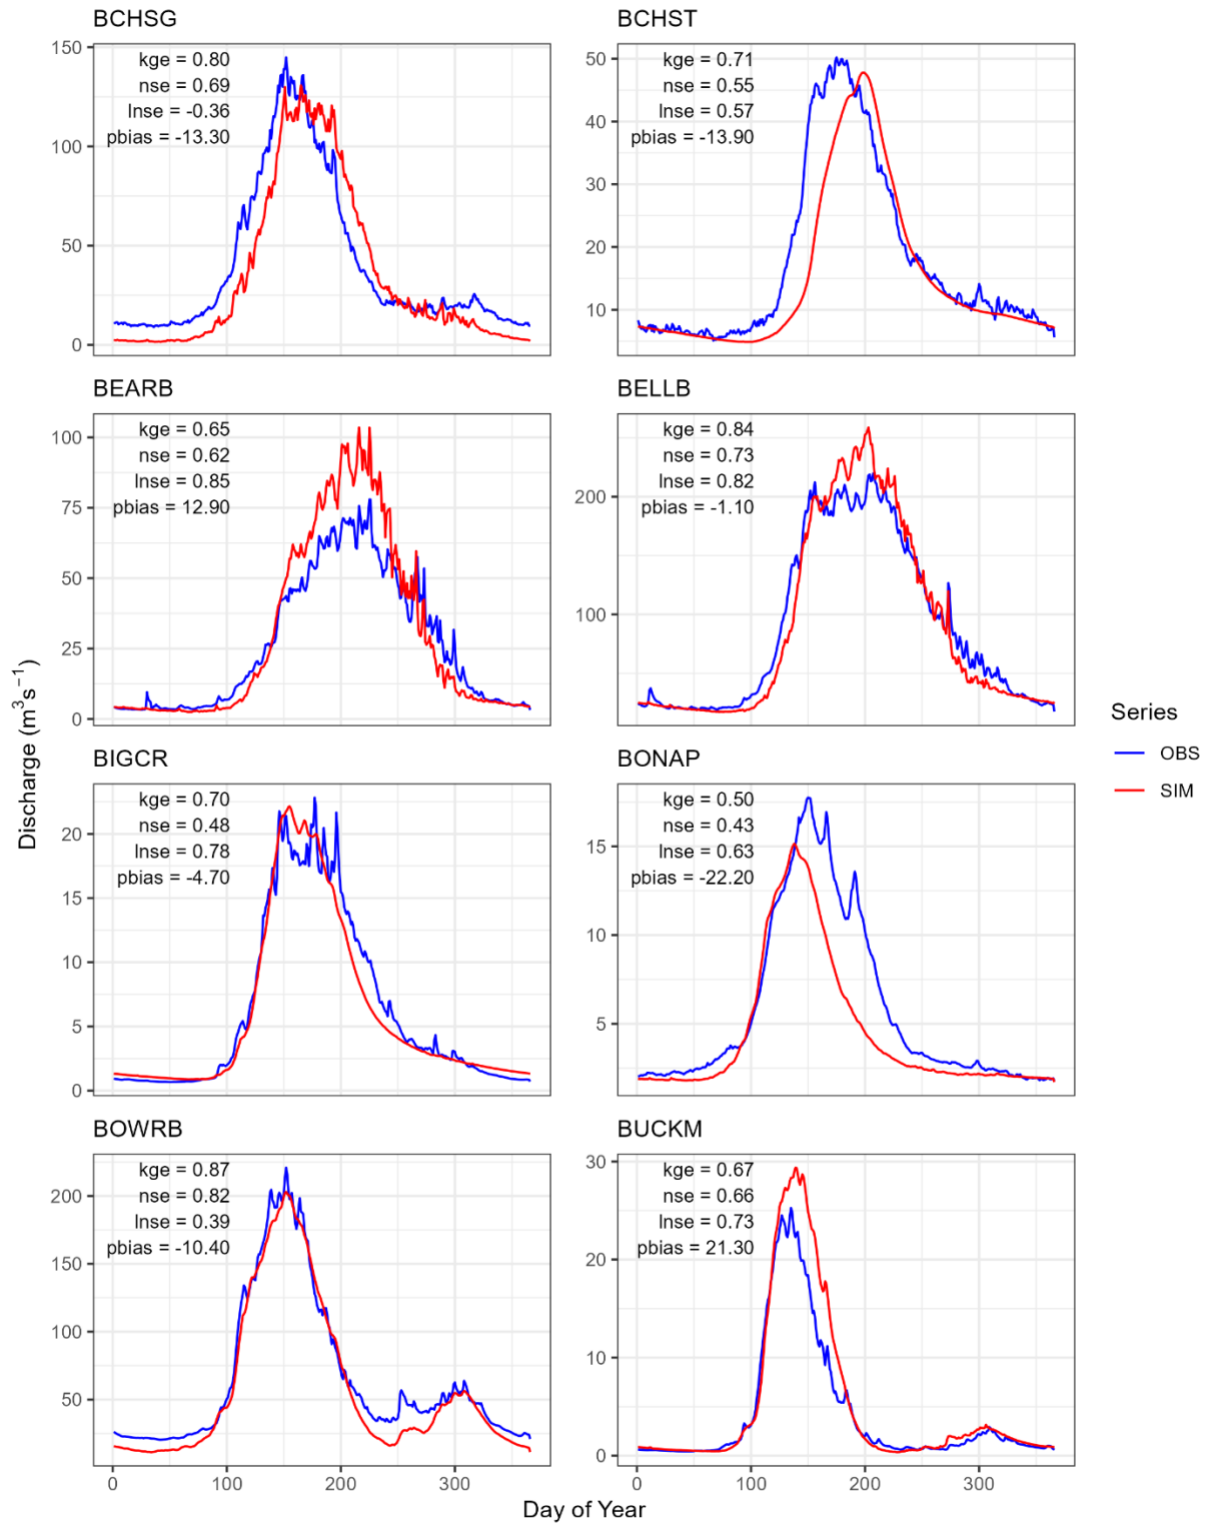 BCHSG
BCHST
150
100
50
0
kge = 0.80
nse = 0.69
lnse = -0.36
pbias = -13.30
50
40
30
20
10
kge = 0.71
nse = 0.55
lnse = 0.57
pbias = -13.90
BEARB
BELLB
100
75
50
25
0
kge = 0.65
nse = 0.62
lnse = 0.85
pbias = 12.90
200
100
kge = 0.84
nse = 0.73
lnse = 0.82
pbias = -1.10
Discharge (m³s⁻¹)
Series
OBS
SIM
BIGCR
BONAP
20
15
10
5
0
kge = 0.70
nse = 0.48
lnse = 0.78
pbias = -4.70
15
10
5
kge = 0.50
nse = 0.43
lnse = 0.63
pbias = -22.20
BOWRB
BUCKM
200
150
100
50
kge = 0.87
nse = 0.82
lnse = 0.39
pbias = -10.40
30
20
10
0
kge = 0.67
nse = 0.66
lnse = 0.73
pbias = 21.30
0 100 200 300
0 100 200 300
Day of Year